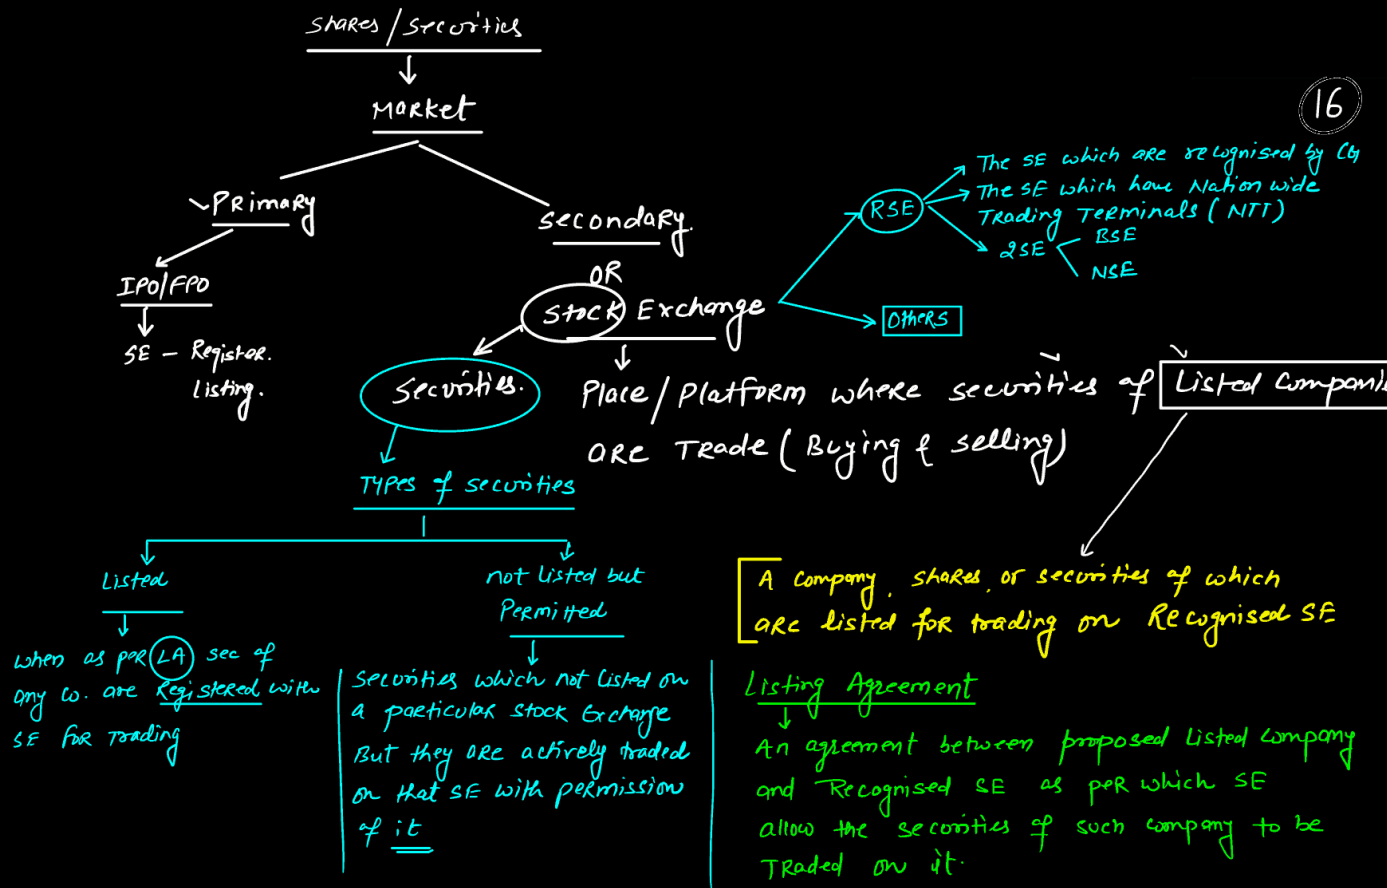 Shares/Securities
Market
16
Primary
Secondary
OR
Stock Exchange
IPO/FPO
SE - Register.
Listing.
RSE
The SE which are recognised by CG
The SE which have Nation wide
Trading Terminals (NTT)
2SE
BSE
NSE
Others
Securities.
Place/Platform where securities of Listed Companie
are Trade (Buying & Selling)
Types of securities
Listed
when as per LA sec of
any co. are Registered with
SE for Trading
not listed but
Permitted
Securities which not listed on
a particular stock Exchange
But they are actively traded
on that SE with permission
of it
A company, shares, or securities of which
are listed for trading on Recognised SE
Listing Agreement
An agreement between proposed listed company
and Recognised SE as per which SE
allow the securities of such company to be
Traded on it.